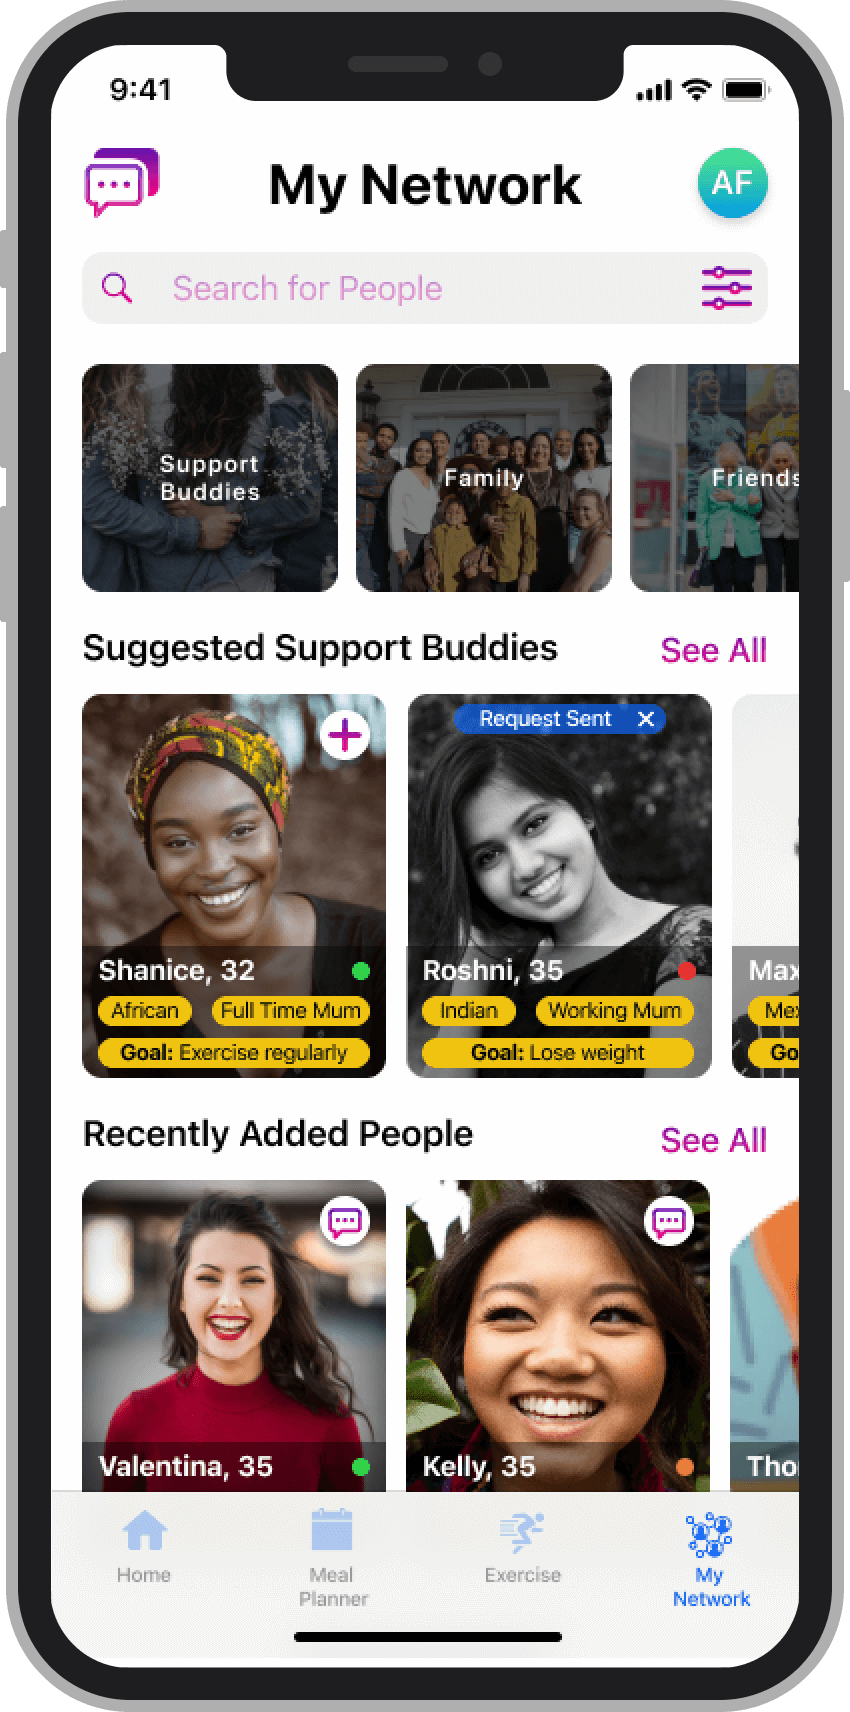 9:41
My Network
AF
Search for People
Support
Buddies
Family
Friends
Suggested Support Buddies
See All
Request Sent
Shanice, 32
African
Full Time Mum
Goal: Exercise regularly
Roshni, 35
Indian
Working Mum
Goal: Lose weight
Max
Mex
Go
Recently Added People
See All
Valentina, 35
Kelly, 35
Tho
Home
Meal
Planner
Exercise
My
Network